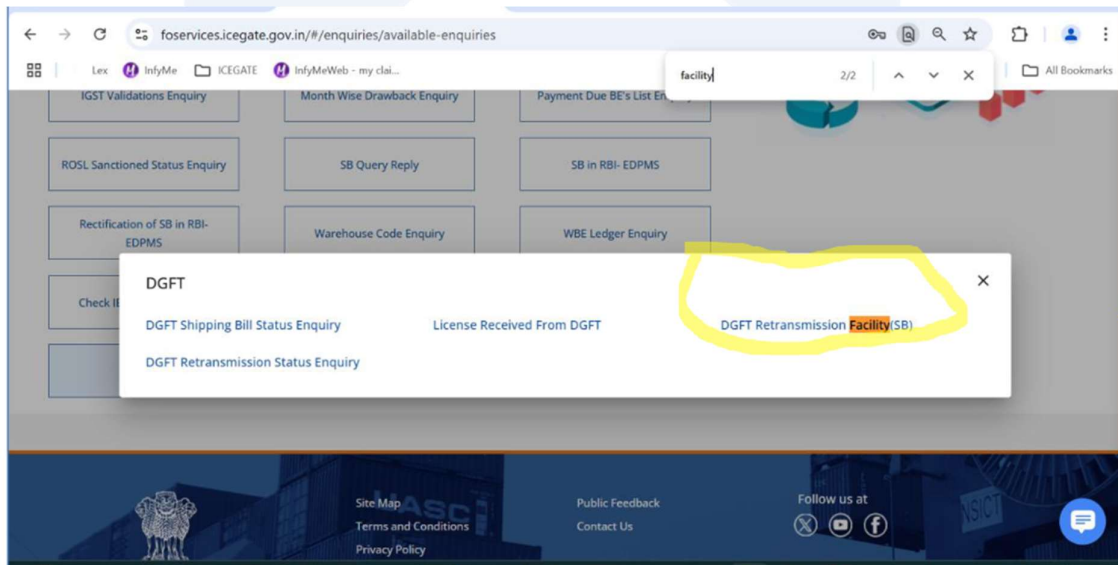 foservices.icegate.gov.in/#/enquiries/available-enquiries
Lex InfyMe ICEGATE InfyMeWeb - my clai... All Bookmarks
facility 2/2
IGST Validations Enquiry Month Wise Drawback Enquiry Payment Due BE's List
ROSL Sanctioned Status Enquiry SB Query Reply SB in RBI- EDPMS
Rectification of SB in RBI-
EDPMS Warehouse Code Enquiry WBE Ledger Enquiry
Check
DGFT
DGFT Shipping Bill Status Enquiry License Received From DGFT DGFT Retransmission Facility(SB)
DGFT Retransmission Status Enquiry
Site Map Public Feedback Follow us at
Terms and Conditions Contact Us
Privacy Policy